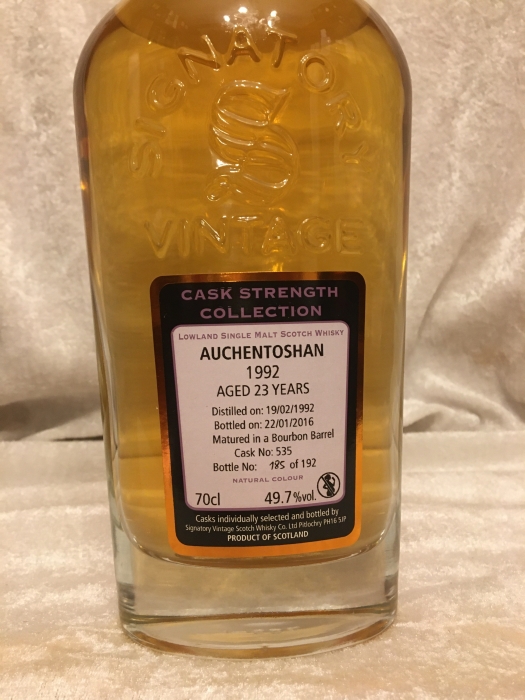 SIGNATORY
VINTAGE
CASK STRENGTH
COLLECTION
LOWLAND SINGLE MALT SCOTCH WHISKY
AUCHENTOSHAN
1992
AGED 23 YEARS
Distilled on: 19/02/1992
Bottled on: 22/01/2016
Matured in a Bourbon Barrel
Cask No: 535
Bottle No: 185 of 192
NATURAL COLOUR
70cl 49.7%vol.
Casks individually selected and bottled by
Signatory Vintage Scotch Whisky Co. Ltd Pitlochry PH16 5JP
PRODUCT OF SCOTLAND